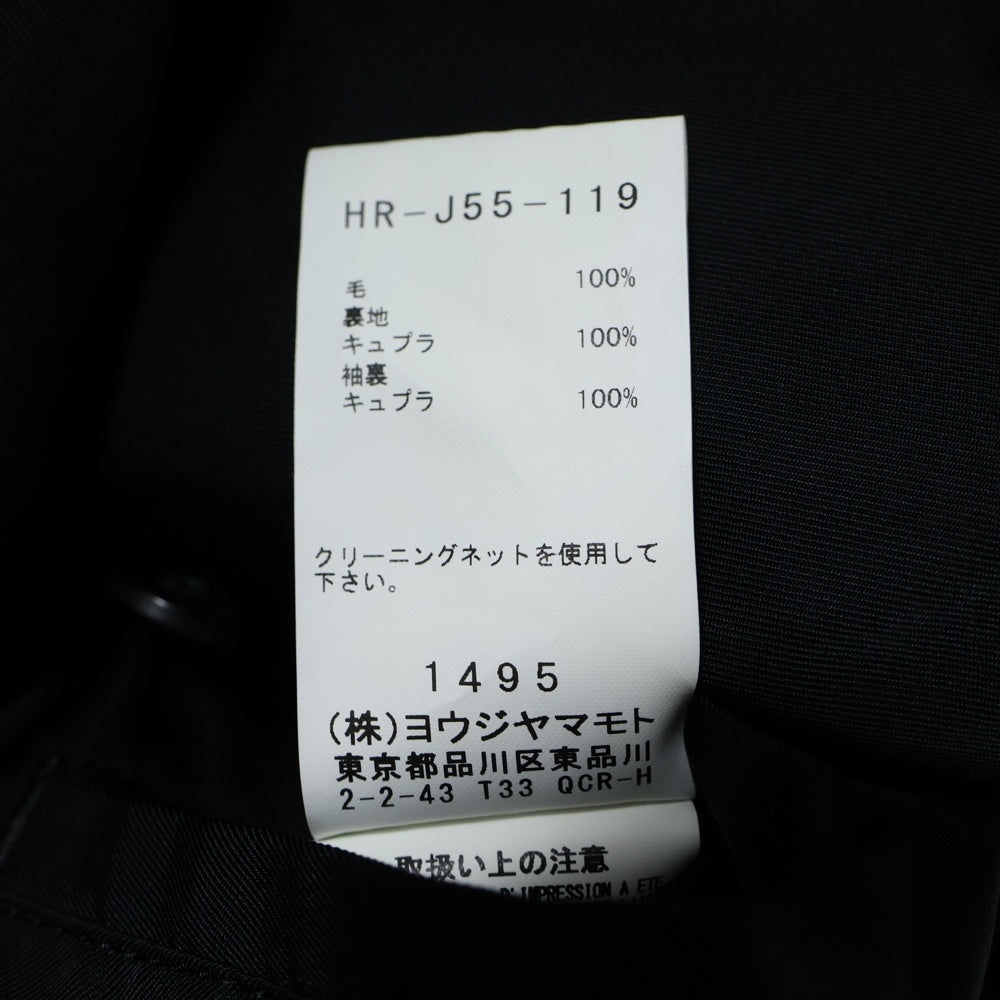 HR-J55-119
毛 100%
裏地
キュプラ 100%
袖裏
キュプラ 100%
クリーニングネットを使用して
下さい。
1495
(株)ヨウジヤマモト
東京都品川区東品川
2-2-43 T33 QCR-H
取扱い上の注意
D'IMPRESSION A ETE